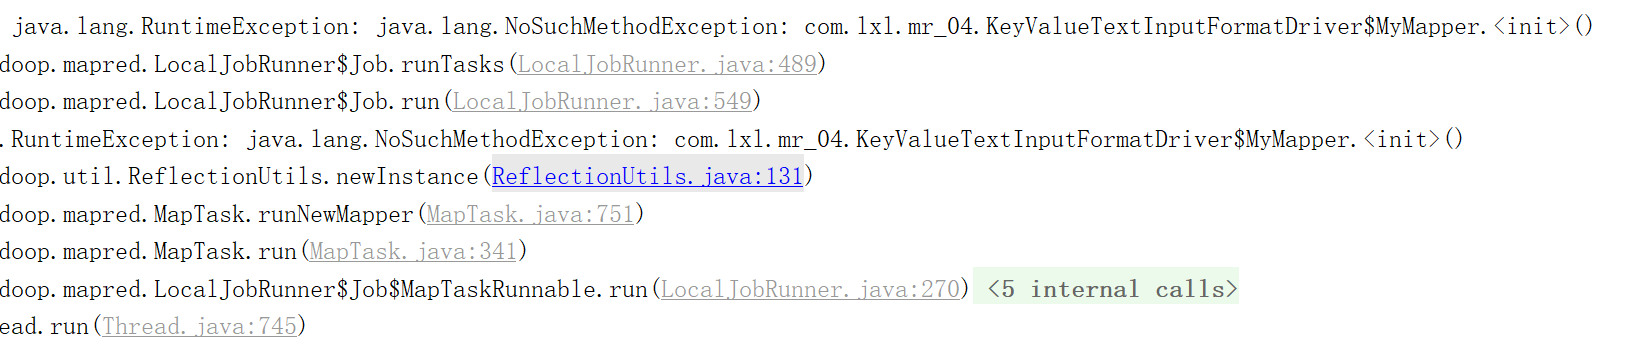 java.lang.RuntimeException: java.lang.NoSuchMethodException: com.lxl.mr_04.KeyValueTextInputFormatDriver$MyMapper.<init>()
doop.mapred.LocalJobRunner$Job.runTasks(LocalJobRunner.java:489)
doop.mapred.LocalJobRunner$Job.run(LocalJobRunner.java:549)
.RuntimeException: java.lang.NoSuchMethodException: com.lxl.mr_04.KeyValueTextInputFormatDriver$MyMapper.<init>()
doop.util.ReflectionUtils.newInstance(ReflectionUtils.java:131)
doop.mapred.MapTask.runNewMapper(MapTask.java:751)
doop.mapred.MapTask.run(MapTask.java:341)
doop.mapred.LocalJobRunner$Job$MapTaskRunnable.run(LocalJobRunner.java:270) <5 internal calls>
ead.run(Thread.java:745)